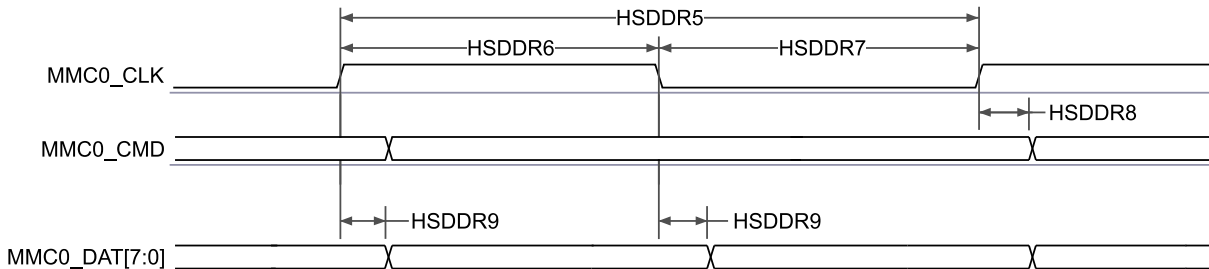 HSDDR5
HSDDR6
HSDDR7
MMC0_CLK
HSDDR8
MMC0_CMD
HSDDR9
HSDDR9
MMC0_DAT[7:0]